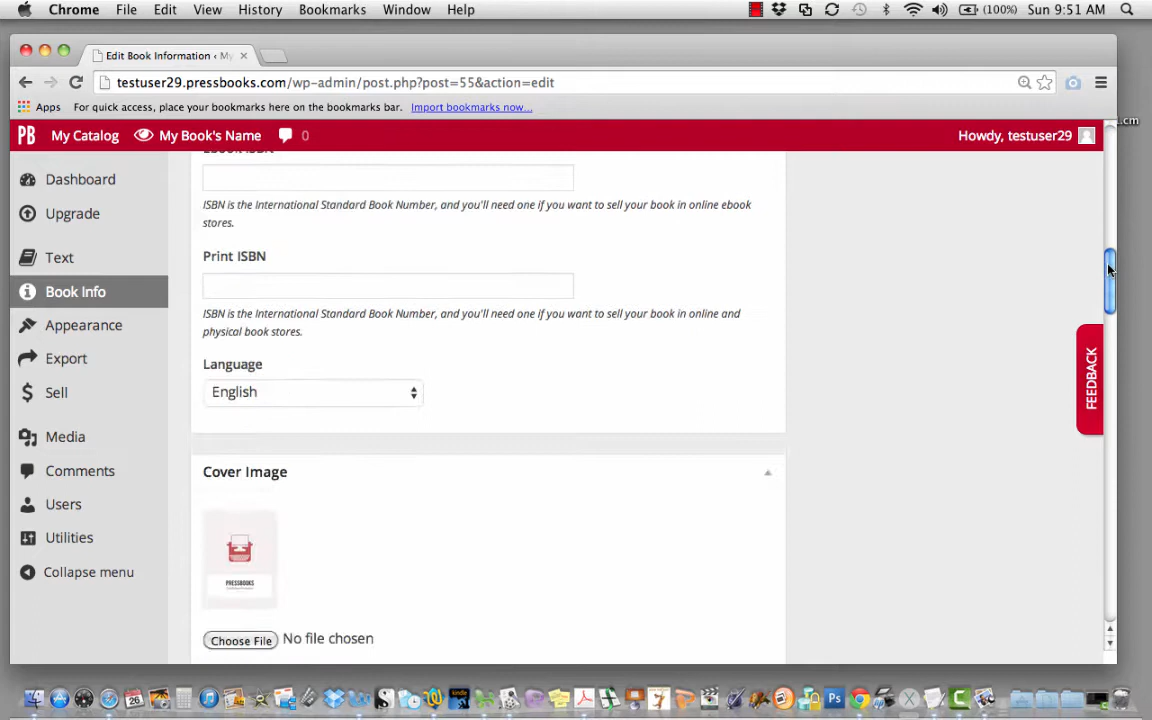 Chrome File Edit View History Bookmarks Window Help (100%) Sun 9:51 AM
Edit Book Information ‹ My
testuser29.pressbooks.com/wp-admin/post.php?post=55&action=edit
Apps For quick access, place your bookmarks here on the bookmarks bar. Import bookmarks now...
.cm
PB My Catalog My Book's Name 0 Howdy, testuser29
Ebook ISBN
Dashboard
Upgrade
Text
Book Info
Appearance
Export
Sell
Media
Comments
Users
Utilities
Collapse menu
ISBN is the International Standard Book Number, and you'll need one if you want to sell your book in online ebook
stores.
Print ISBN
ISBN is the International Standard Book Number, and you'll need one if you want to sell your book in online and
physical book stores.
Language
English
Cover Image
PRESSBOOKS
Choose File No file chosen
FEEDBACK